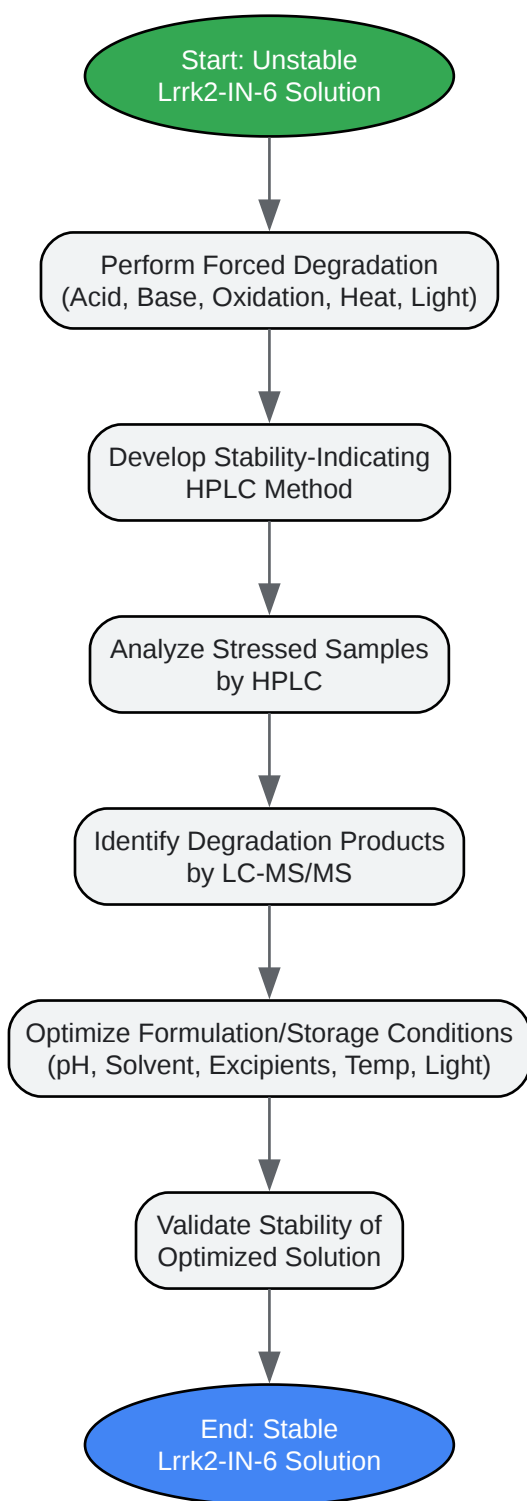 Start: Unstable
Lrrk2-IN-6 Solution
Perform Forced Degradation
(Acid, Base, Oxidation, Heat, Light)
Develop Stability-Indicating
HPLC Method
Analyze Stressed Samples
by HPLC
Identify Degradation Products
by LC-MS/MS
Optimize Formulation/Storage Conditions
(pH, Solvent, Excipients, Temp, Light)
Validate Stability of
Optimized Solution
End: Stable
Lrrk2-IN-6 Solution